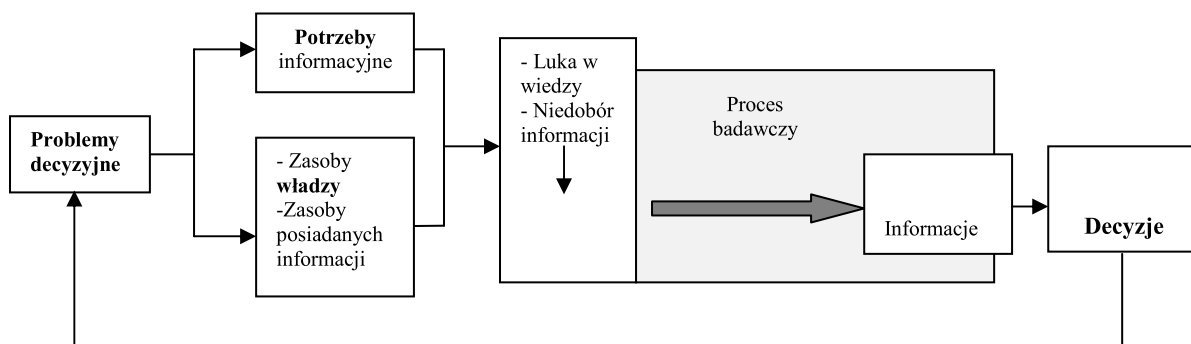 Problemy
decyzyjne
Potrzeby
informacyjne
- Zasoby
władzy
-Zasoby
posiadanych
informacji
- Luka w
wiedzy
- Niedobór
informacji
Proces
badawczy
Informacje
Decyzje